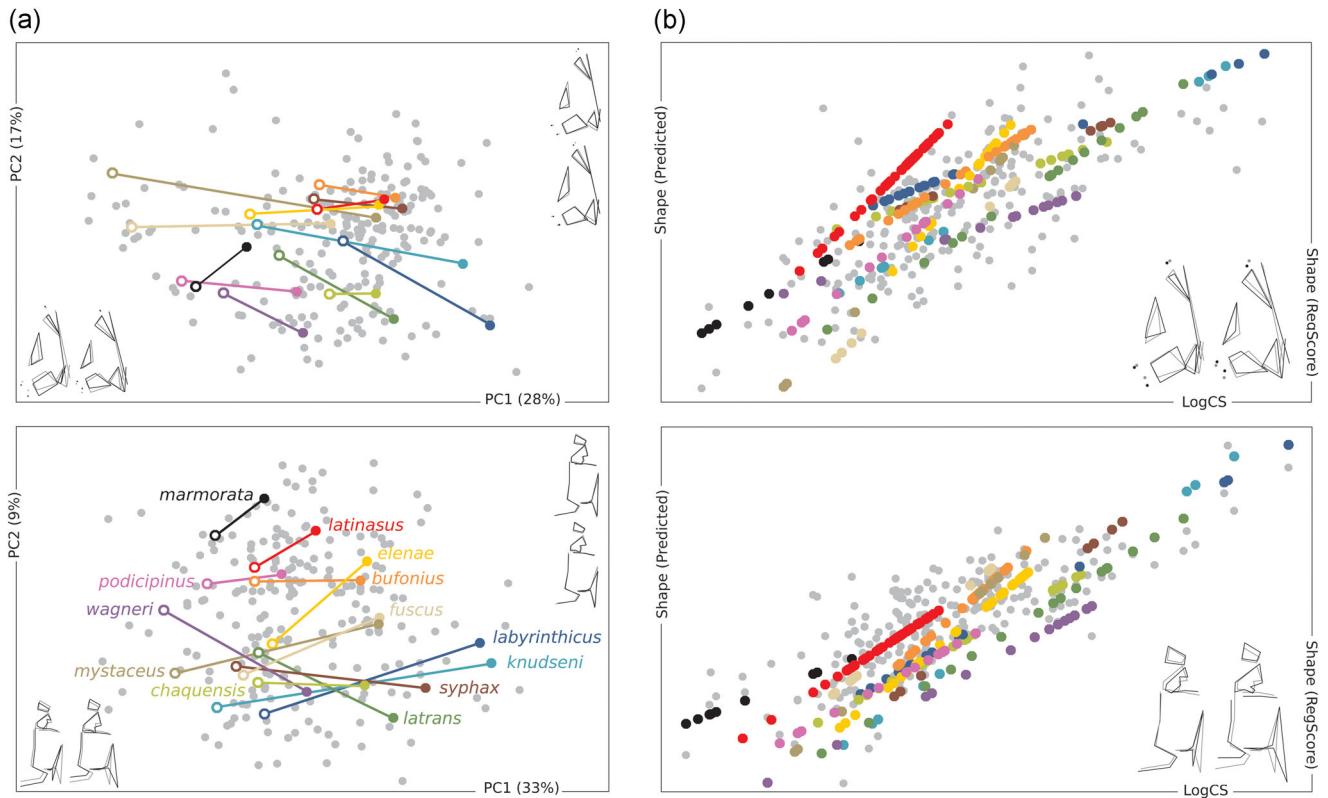 (a)
(b)
PC2 (17%)
PC1 (28%)
Shape (Predicted)
Shape (RegScore)
LogCS
PC2 (9%)
marmorata
latinasus
elenae
podicipinus
bufonius
wagneri
fuscus
labyrinthicus
mystaceus
knudseni
chaquensis
syphax
latrans
PC1 (33%)
Shape (Predicted)
Shape (RegScore)
LogCS